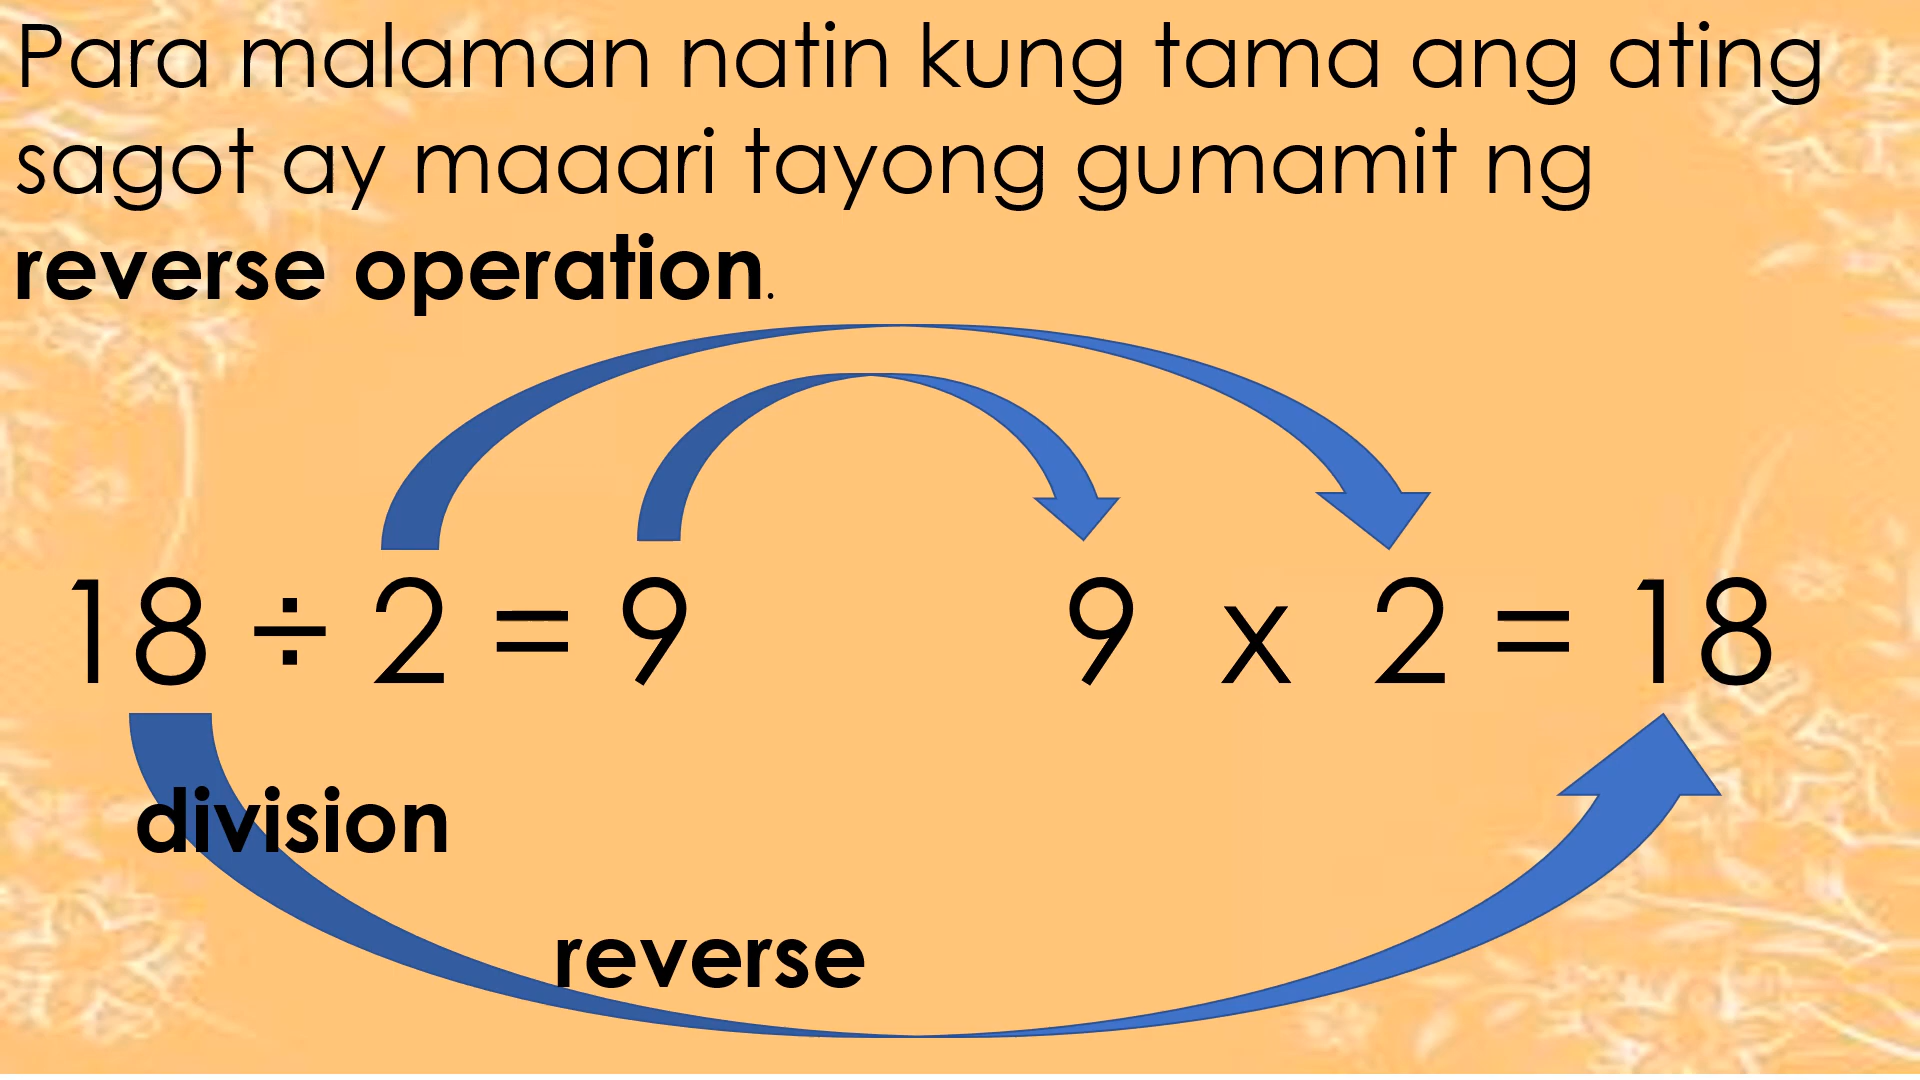 Para malaman natin kung tama ang ating
sagot ay maaari tayong gumamit ng
reverse operation.
18 ÷ 2 = 9 9 x 2 = 18
division
reverse